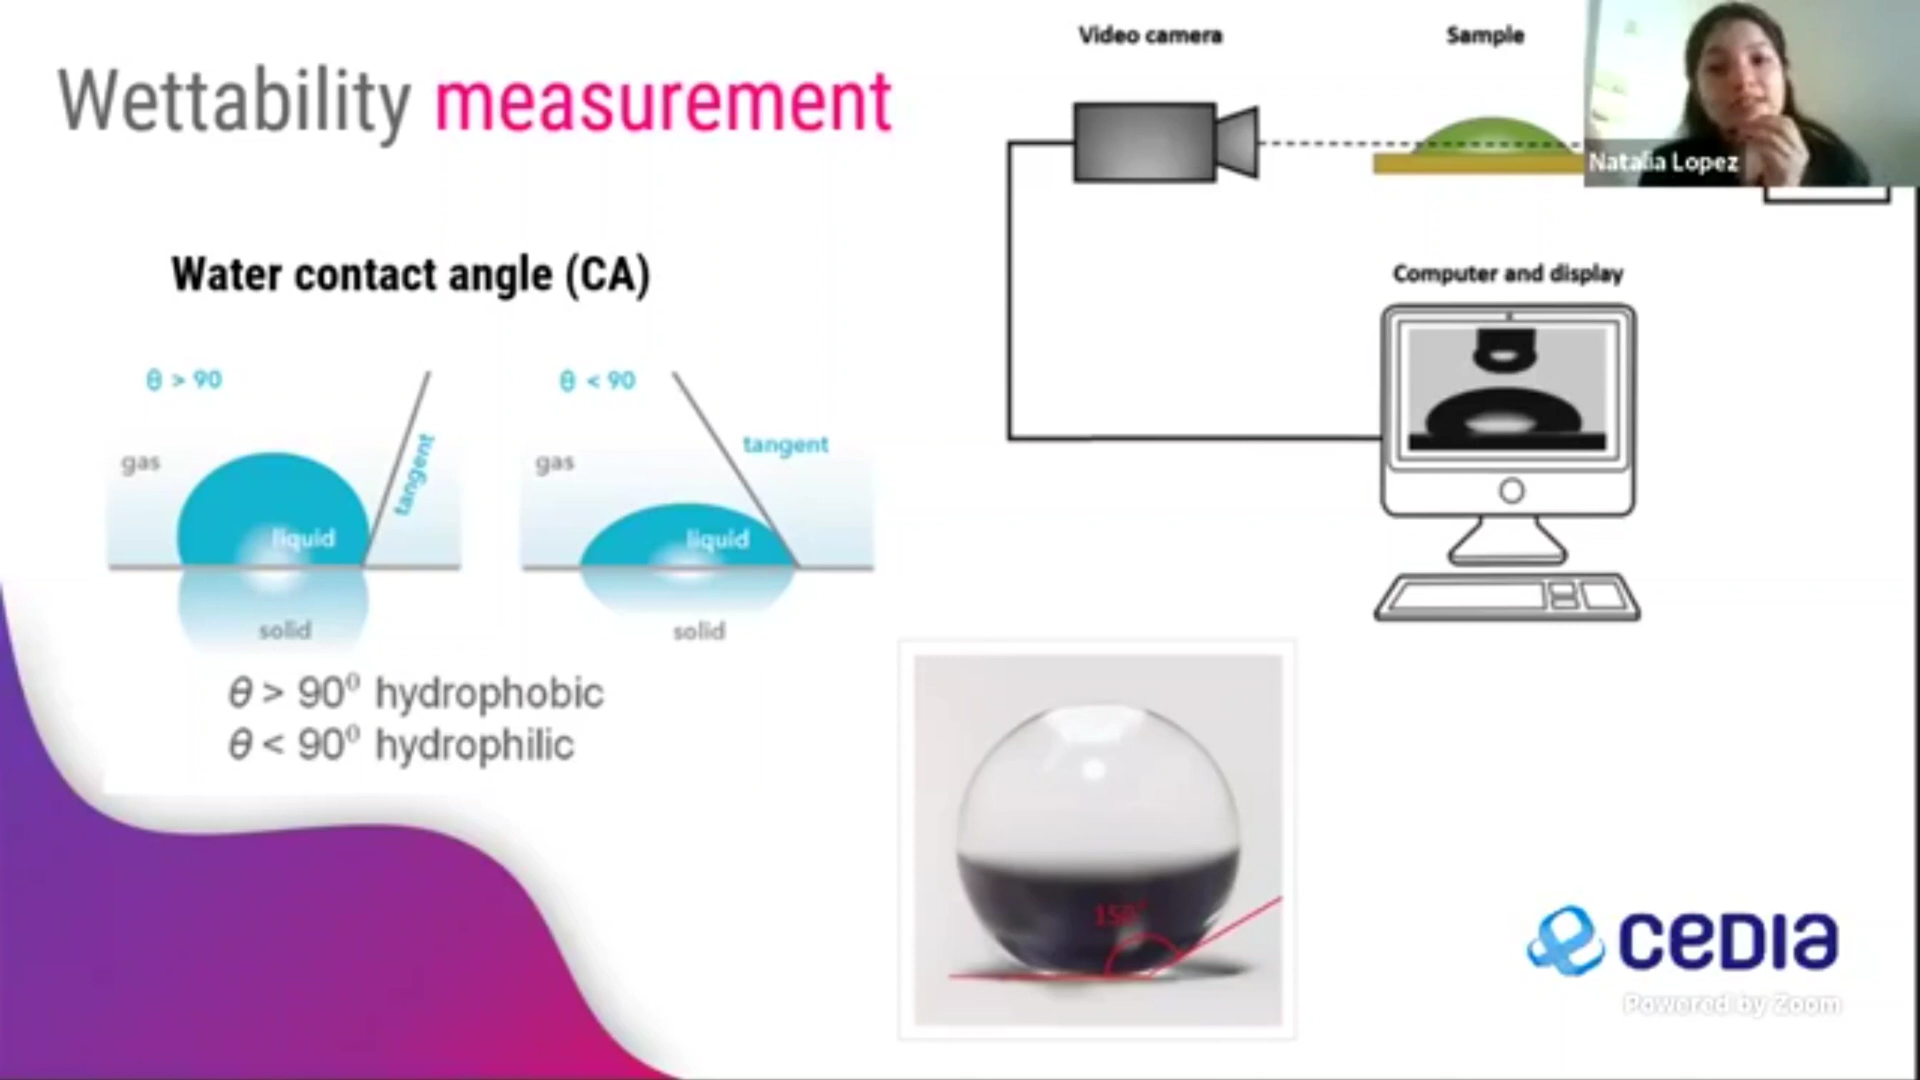 Wettability measurement
Video camera
Sample
Natalia Lopez
Water contact angle (CA)
Computer and display
θ > 90
θ < 90
gas
tangent
liquid
solid
gas
tangent
liquid
solid
θ > 90⁰ hydrophobic
θ < 90⁰ hydrophilic
CEDIA
Powered by Zoom